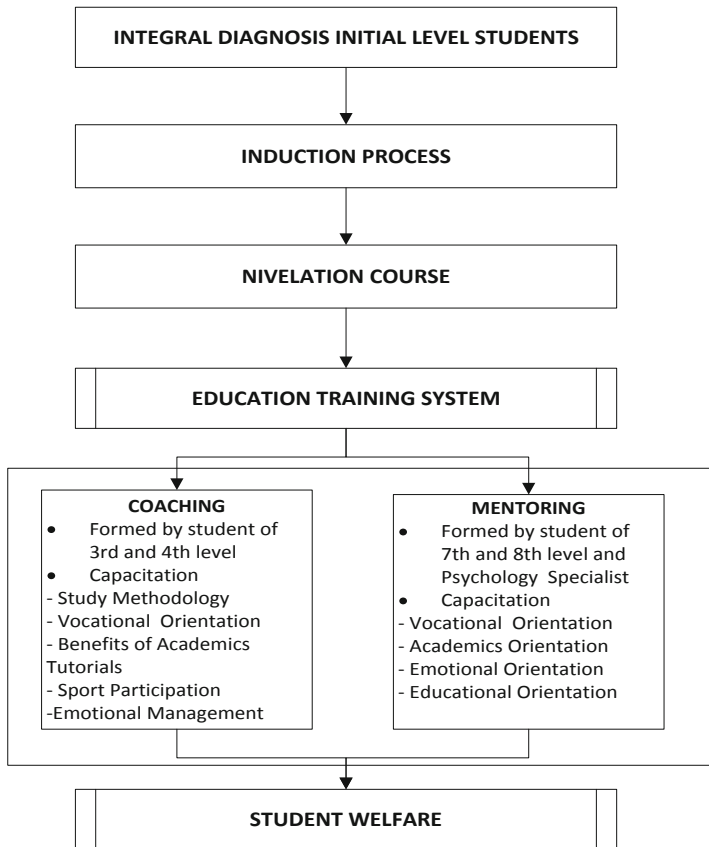 INTEGRAL DIAGNOSIS INITIAL LEVEL STUDENTS
INDUCTION PROCESS
NIVELATION COURSE
EDUCATION TRAINING SYSTEM
COACHING
● Formed by student of
3rd and 4th level
● Capacitation
- Study Methodology
- Vocational Orientation
- Benefits of Academics
Tutorials
- Sport Participation
-Emotional Management
MENTORING
● Formed by student of
7th and 8th level and
Psychology Specialist
● Capacitation
- Vocational Orientation
- Academics Orientation
- Emotional Orientation
- Educational Orientation
STUDENT WELFARE